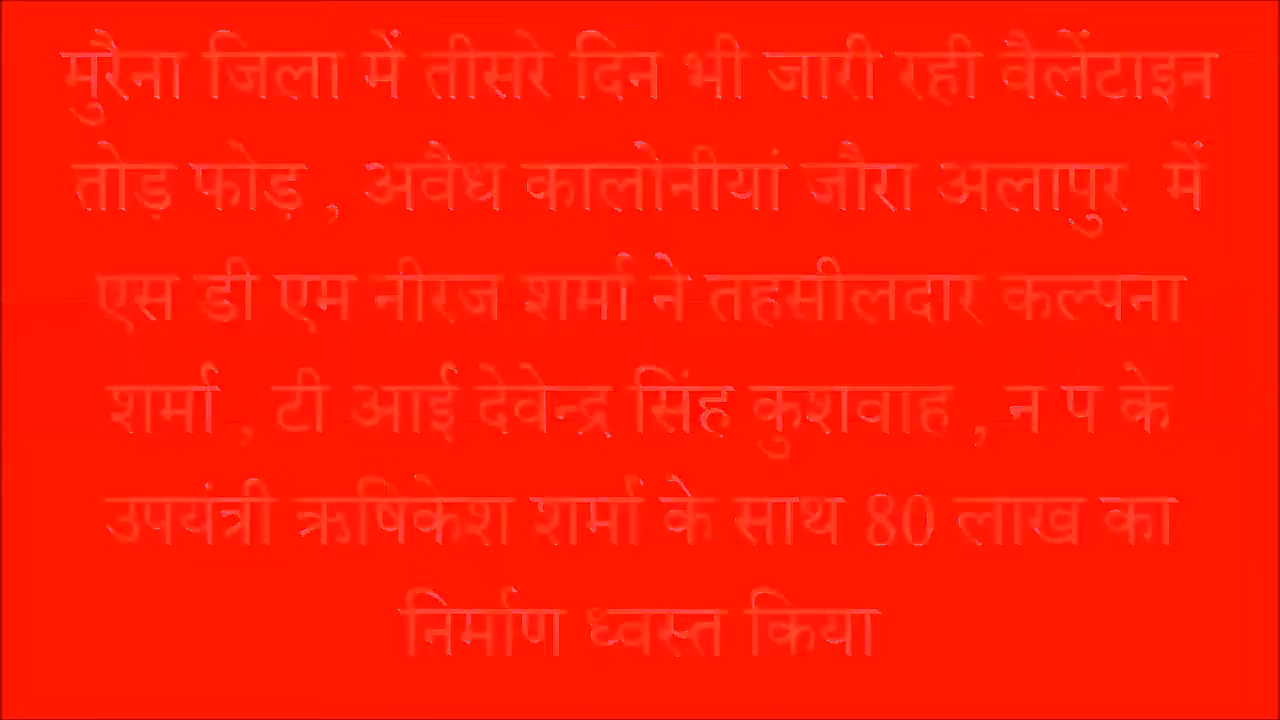 मुरैना जिला में तीसरे दिन भी जारी रही वैलेंटाइन
तोड़ फोड़ , अवैध कालोनीयां जौरा अलापुर में
एस डी एम नीरज शर्मा ने तहसीलदार कल्पना
शर्मा , टी आई देवेन्द्र सिंह कुशवाह , न प के
उपयंत्री ऋषिकेश शर्मा के साथ 80 लाख का
निर्माण ध्वस्त किया